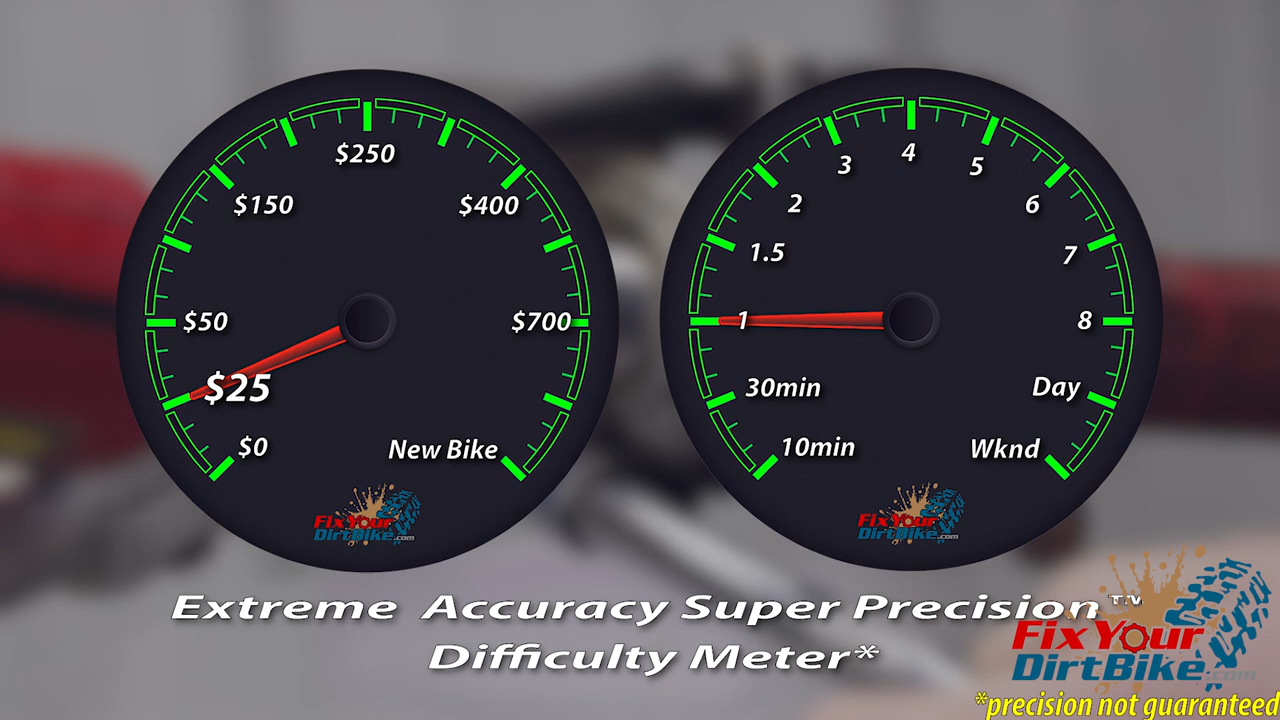 $250
$150
$400
$50
$700
$25
$0
New Bike
FixYour
DirtBike.com
4
3
5
2
6
1.5
7
1
8
30min
Day
10min
Wknd
FixYour
DirtBike.com
Extreme Accuracy Super Precision™
Difficulty Meter*
FixYour
DirtBike.com
*precision not guaranteed